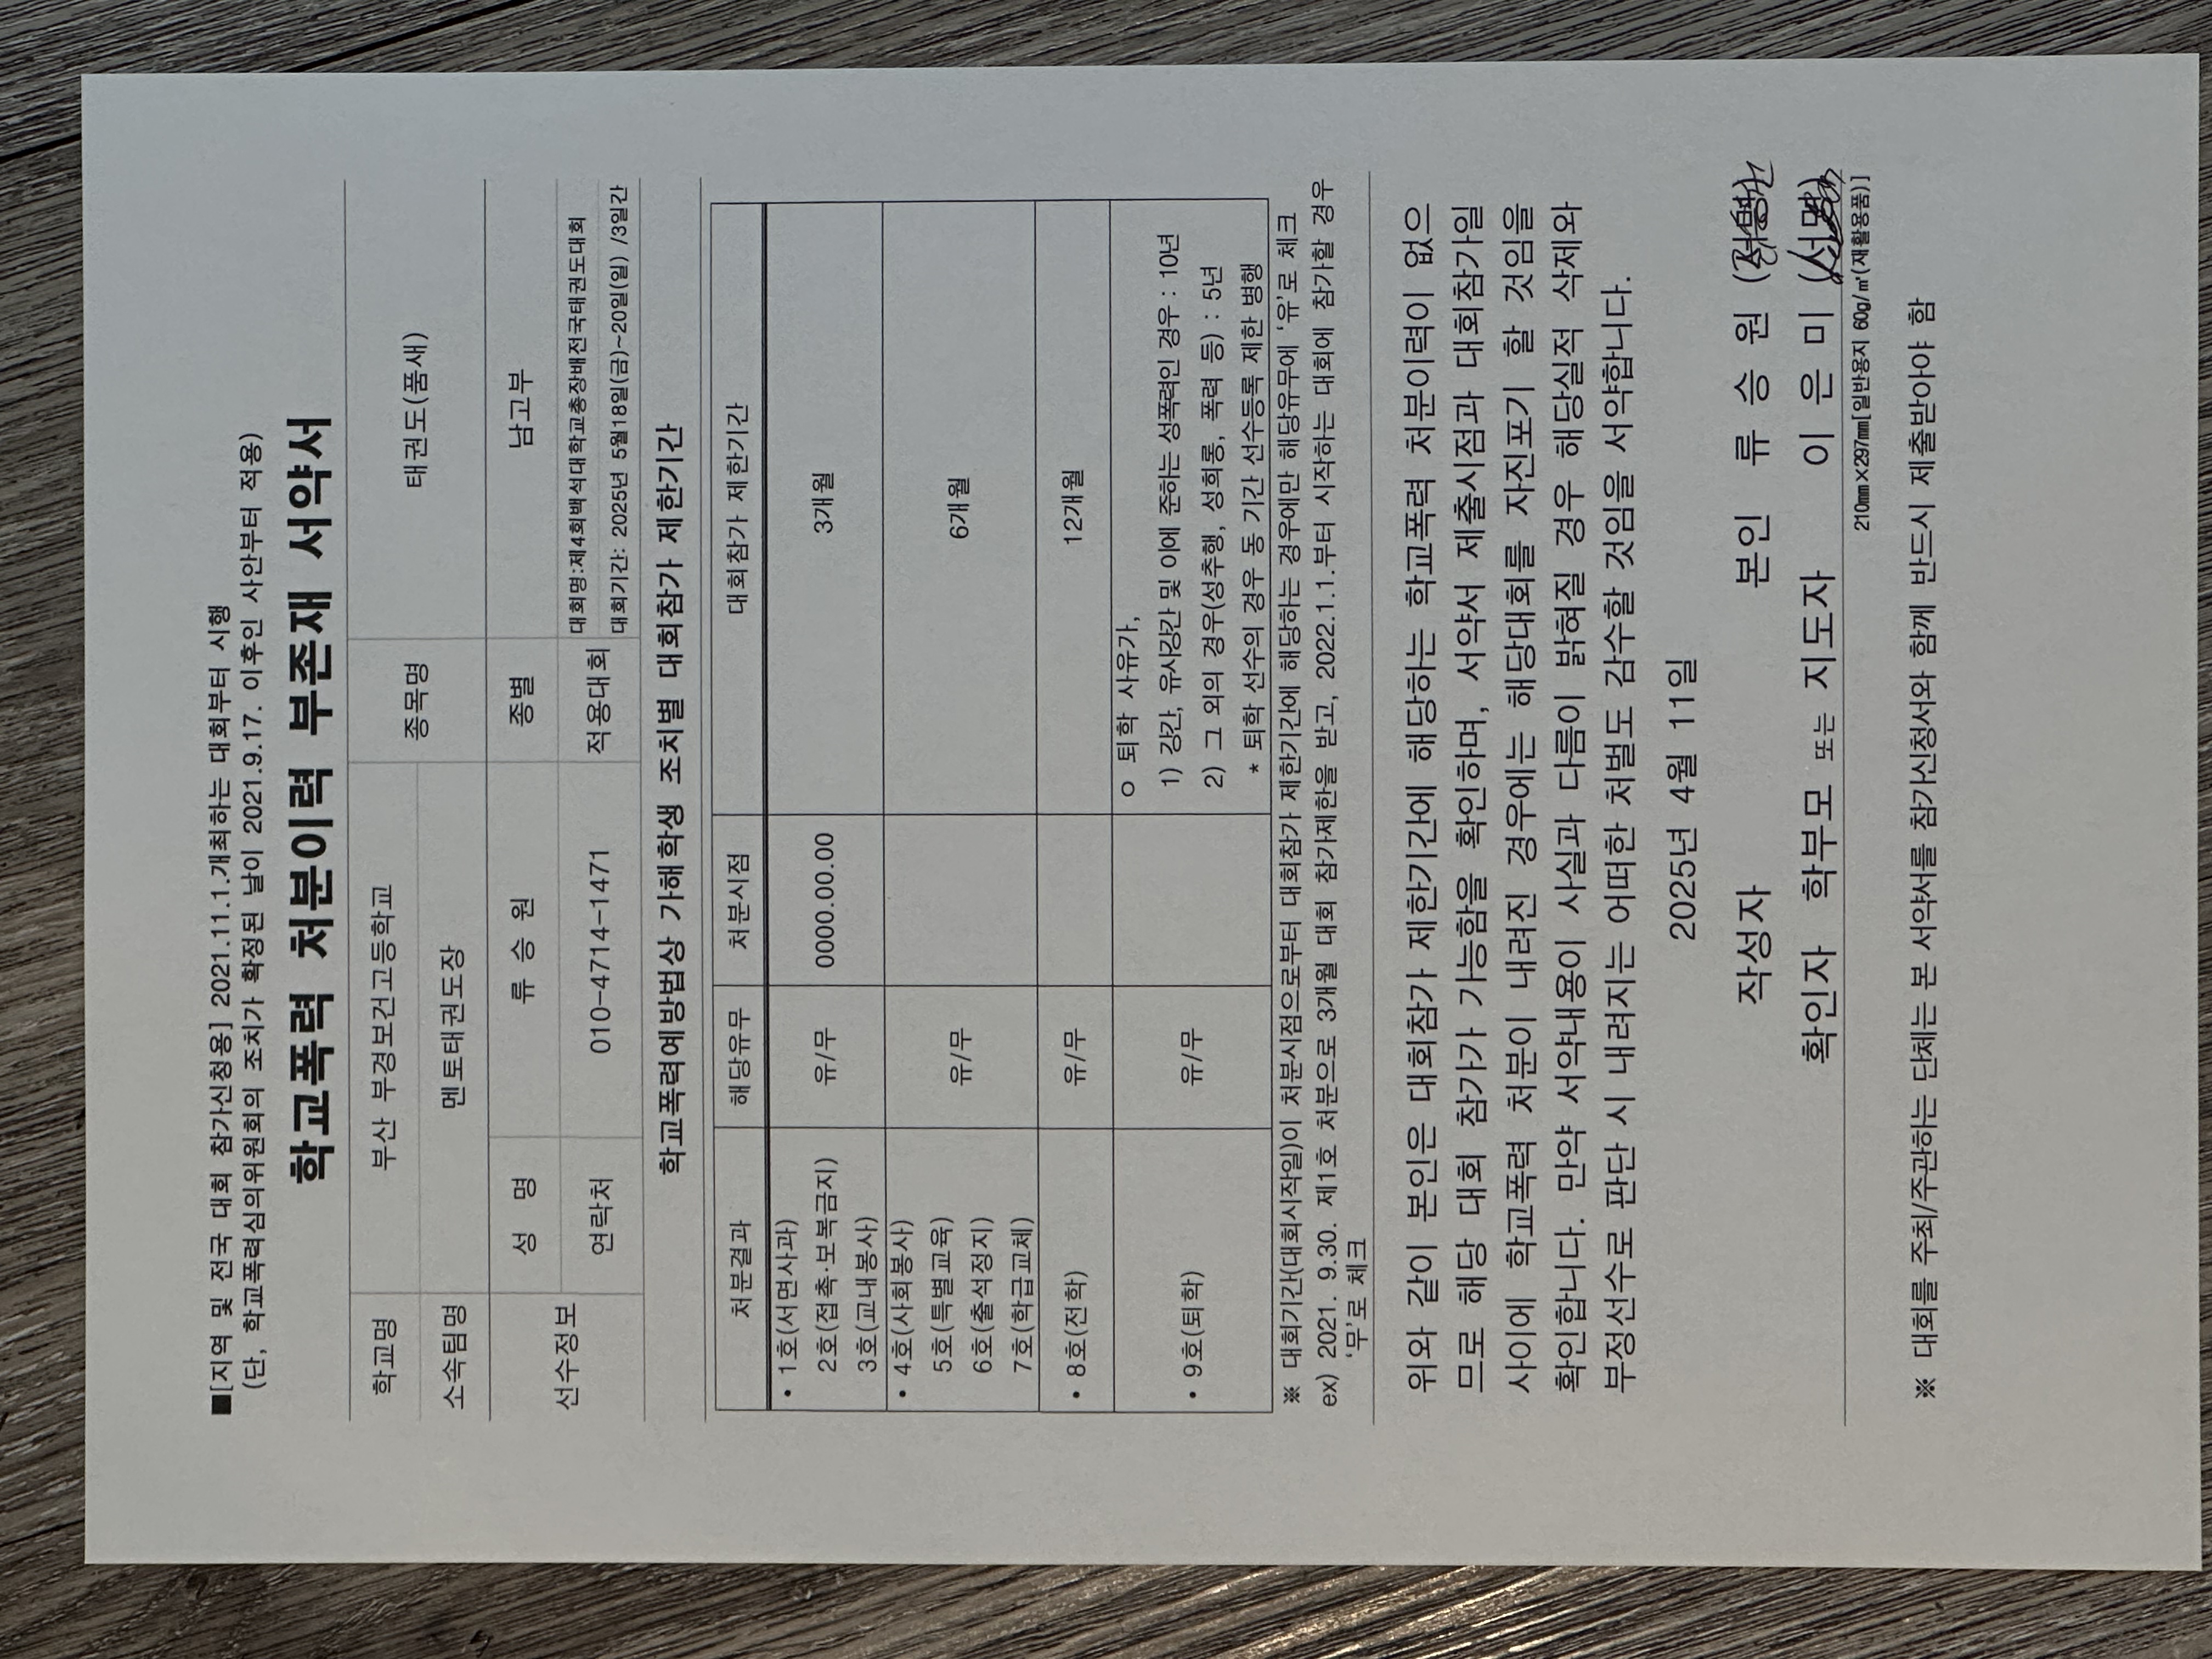 ■[지역 및 전국 대회 참가신청용] 2021.11.1.개최하는 대회부터 시행
(단, 학교폭력심의위원회의 조치가 확정된 날이 2021.9.17. 이후인 사안부터 적용)
학교폭력 처분이력 부존재 서약서
학교명 부산 부경보건고등학교 종목명 태권도(품새)
소속팀명 멘토태권도장
선수정보 성 명 류 승 원 종별 남고부
연락처 010-4714-1471 적용대회 대회명:제4회백석대학교총장배전국태권도대회
대회기간: 2025년 5월18일(금)~20일(일) /3일간
학교폭력예방법상 가해학생 조치별 대회참가 제한기간
처분결과 해당유무 처분시점 대회참가 제한기간
• 1호(서면사과)
2호(접촉·보복금지) 유/무 0000.00.00 3개월
3호(교내봉사)
• 4호(사회봉사)
5호(특별교육) 유/무 6개월
6호(출석정지)
7호(학급교체)
• 8호(전학) 유/무 12개월
• 9호(퇴학) 유/무
ㅇ 퇴학 사유가,
1) 강간, 유사강간 및 이에 준하는 성폭력인 경우 : 10년
2) 그 외의 경우(성추행, 성희롱, 폭력 등) : 5년
* 퇴학 선수의 경우 동 기간 선수등록 제한 병행
※ 대회기간(대회시작일)이 처분시점으로부터 대회참가 제한기간에 해당하는 경우에만 해당유무에 '유'로 체크
ex) 2021. 9.30. 제1호 처분으로 3개월 대회 참가제한을 받고, 2022.1.1.부터 시작하는 대회에 참가할 경우
'무'로 체크
위와 같이 본인은 대회참가 제한기간에 해당하는 학교폭력 처분이력이 없으
므로 해당 대회 참가가 가능함을 확인하며, 서약서 제출시점과 대회참가일
사이에 학교폭력 처분이 내려진 경우에는 해당대회를 자진포기 할 것임을
확인합니다. 만약 서약내용이 사실과 다름이 밝혀질 경우 해당실적 삭제와
부정선수로 판단 시 내려지는 어떠한 처벌도 감수할 것임을 서약합니다.
2025년 4월 11일
작성자 본인 류 승 원 (서명)
확인자 학부모 또는 지도자 이 은 미 (서명)
210㎜×297㎜[일반용지 60g/㎡(재활용품)]
※ 대회를 주최/주관하는 단체는 본 서약서를 참가신청서와 함께 반드시 제출받아야 함